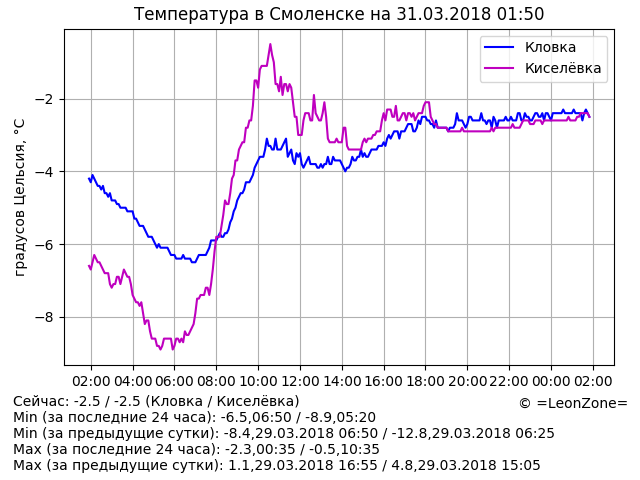 Температура в Смоленске на 31.03.2018 01:50
Кловка
Киселёвка
градусов Цельсия, °C
−2
−4
−6
−8
02:00 04:00 06:00 08:00 10:00 12:00 14:00 16:00 18:00 20:00 22:00 00:00 02:00
Сейчас: -2.5 / -2.5 (Кловка / Киселёвка)
© =LeonZone=
Min (за последние 24 часа): -6.5,06:50 / -8.9,05:20
Min (за предыдущие сутки): -8.4,29.03.2018 06:50 / -12.8,29.03.2018 06:25
Max (за последние 24 часа): -2.3,00:35 / -0.5,10:35
Max (за предыдущие сутки): 1.1,29.03.2018 16:55 / 4.8,29.03.2018 15:05